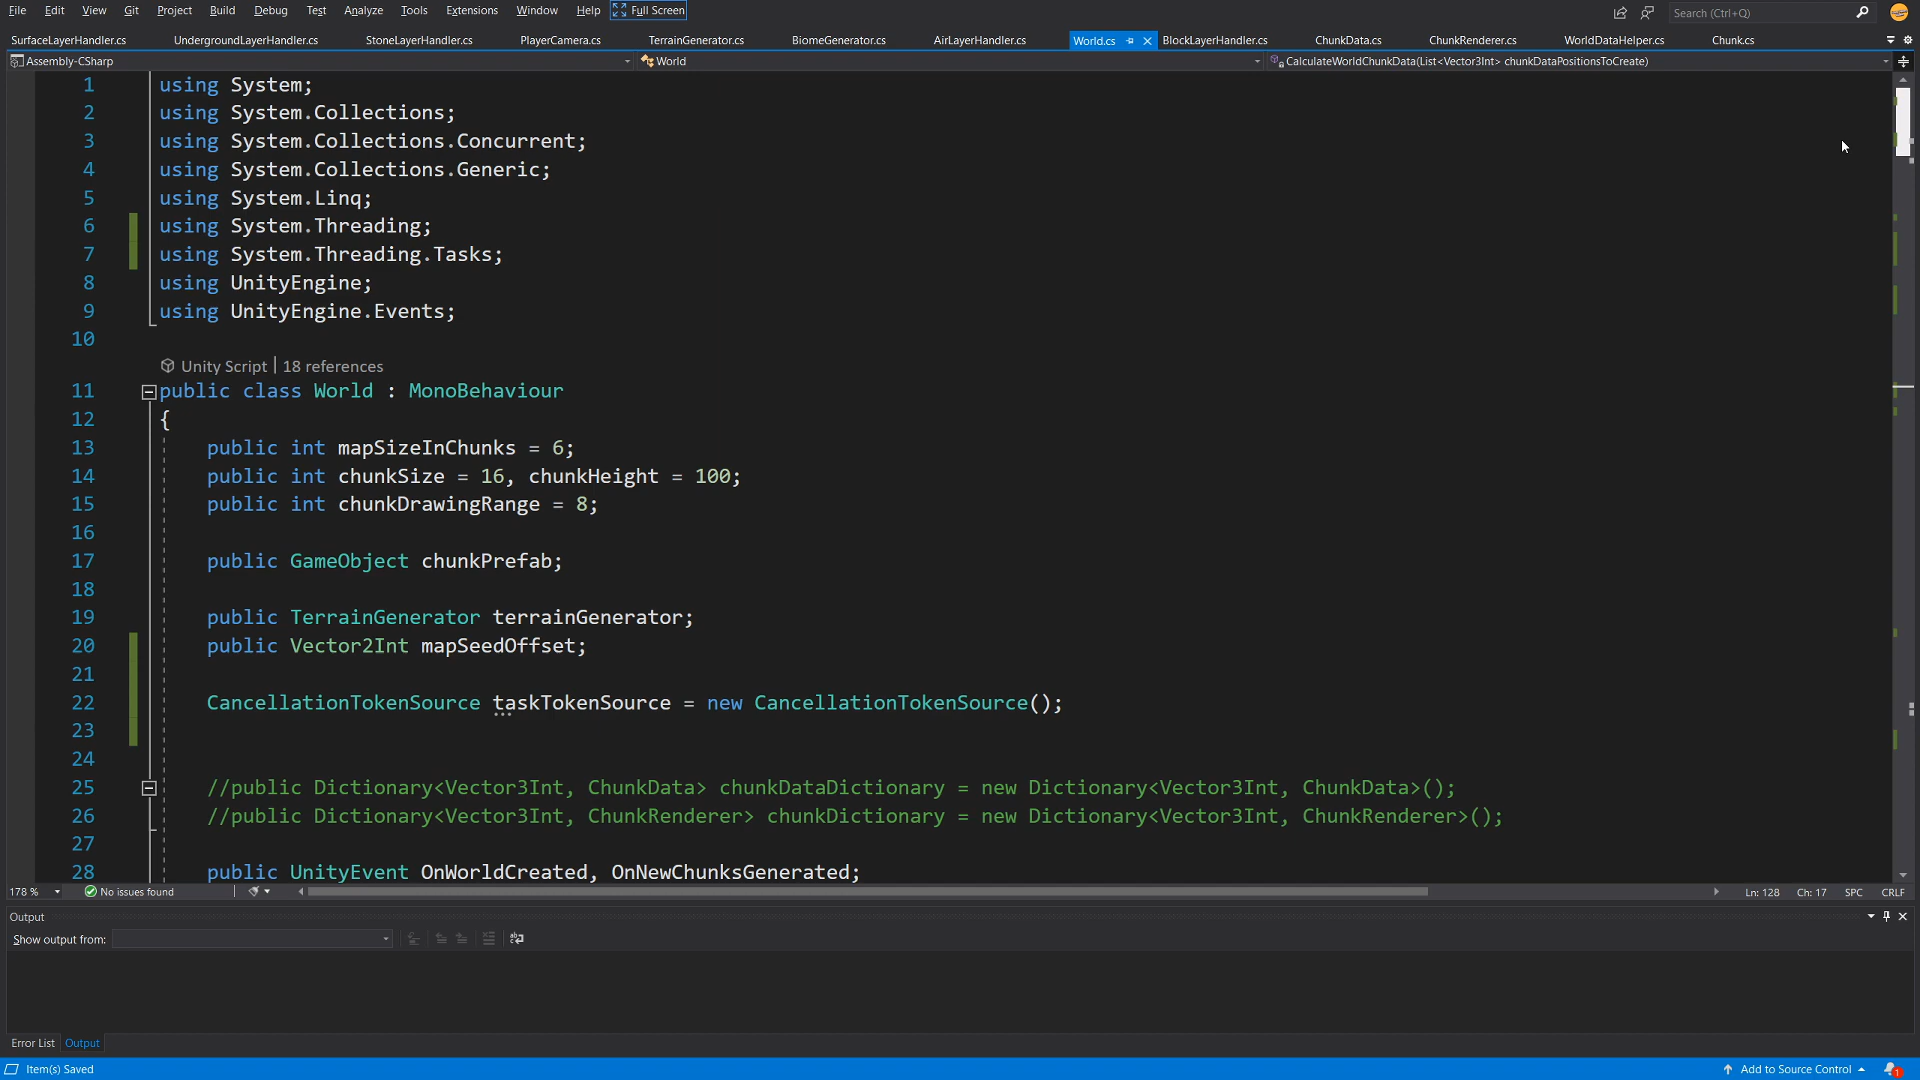 File Edit View Git Project Build Debug Test Analyze Tools Extensions Window Help Full Screen Search (Ctrl+Q)
SurfaceLayerHandler.cs UndergroundLayerHandler.cs StoneLayerHandler.cs PlayerCamera.cs TerrainGenerator.cs BiomeGenerator.cs AirLayerHandler.cs World.cs BlockLayerHandler.cs ChunkData.cs ChunkRenderer.cs WorldDataHelper.cs Chunk.cs
Assembly-CSharp World CalculateWorldChunkData(List<Vector3Int> chunkDataPositionsToCreate)
1 using System;
2 using System.Collections;
3 using System.Collections.Concurrent;
4 using System.Collections.Generic;
5 using System.Linq;
6 using System.Threading;
7 using System.Threading.Tasks;
8 using UnityEngine;
9 using UnityEngine.Events;
10
Unity Script | 18 references
11 public class World : MonoBehaviour
12 {
13 public int mapSizeInChunks = 6;
14 public int chunkSize = 16, chunkHeight = 100;
15 public int chunkDrawingRange = 8;
16
17 public GameObject chunkPrefab;
18
19 public TerrainGenerator terrainGenerator;
20 public Vector2Int mapSeedOffset;
21
22 CancellationTokenSource taskTokenSource = new CancellationTokenSource();
23
24
25 //public Dictionary<Vector3Int, ChunkData> chunkDataDictionary = new Dictionary<Vector3Int, ChunkData>();
26 //public Dictionary<Vector3Int, ChunkRenderer> chunkDictionary = new Dictionary<Vector3Int, ChunkRenderer>();
27
28 public UnityEvent OnWorldCreated, OnNewChunksGenerated;
178 % No issues found Ln: 128 Ch: 17 SPC CRLF
Output
Show output from:
Error List Output
Item(s) Saved Add to Source Control 1